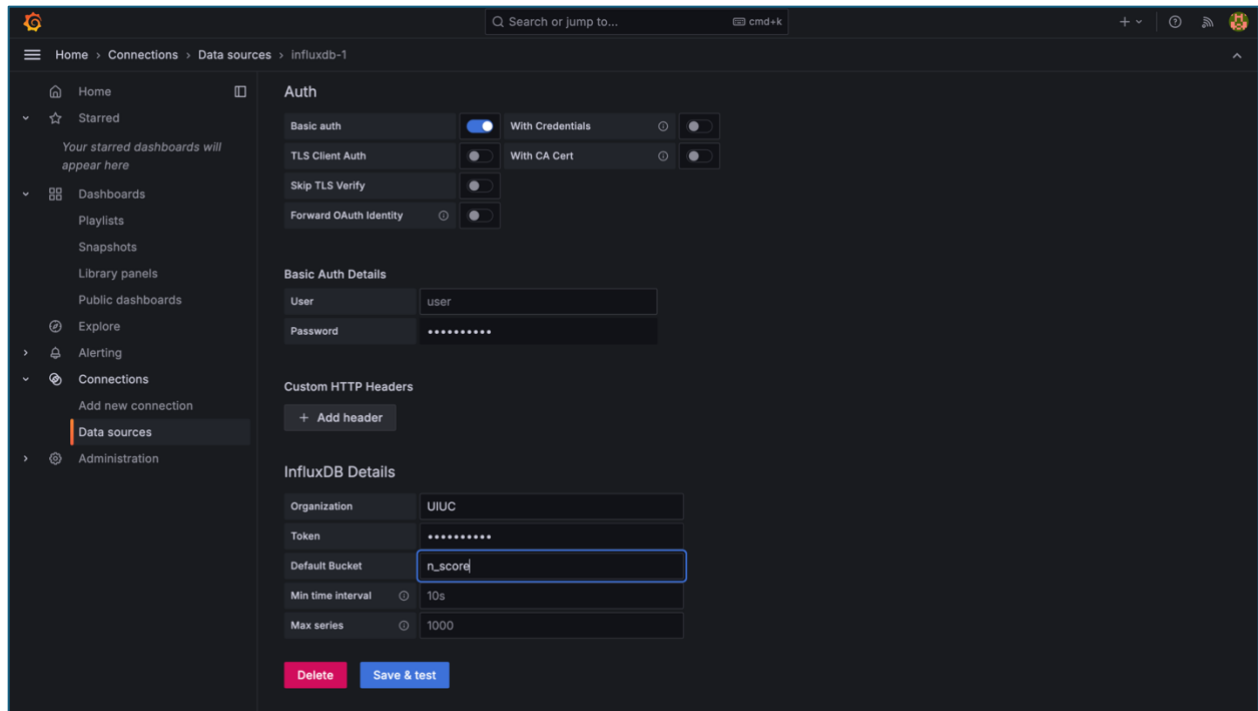 Search or jump to...
cmd+k
Home › Connections › Data sources › influxdb-1
Home
Starred
Your starred dashboards will
appear here
Dashboards
Playlists
Snapshots
Library panels
Public dashboards
Explore
Alerting
Connections
Add new connection
Data sources
Administration
Auth
Basic auth
With Credentials
TLS Client Auth
With CA Cert
Skip TLS Verify
Forward OAuth Identity
Basic Auth Details
User
user
Password
••••••••••
Custom HTTP Headers
+ Add header
InfluxDB Details
Organization
UIUC
Token
••••••••••
Default Bucket
n_score
Min time interval
10s
Max series
1000
Delete
Save & test